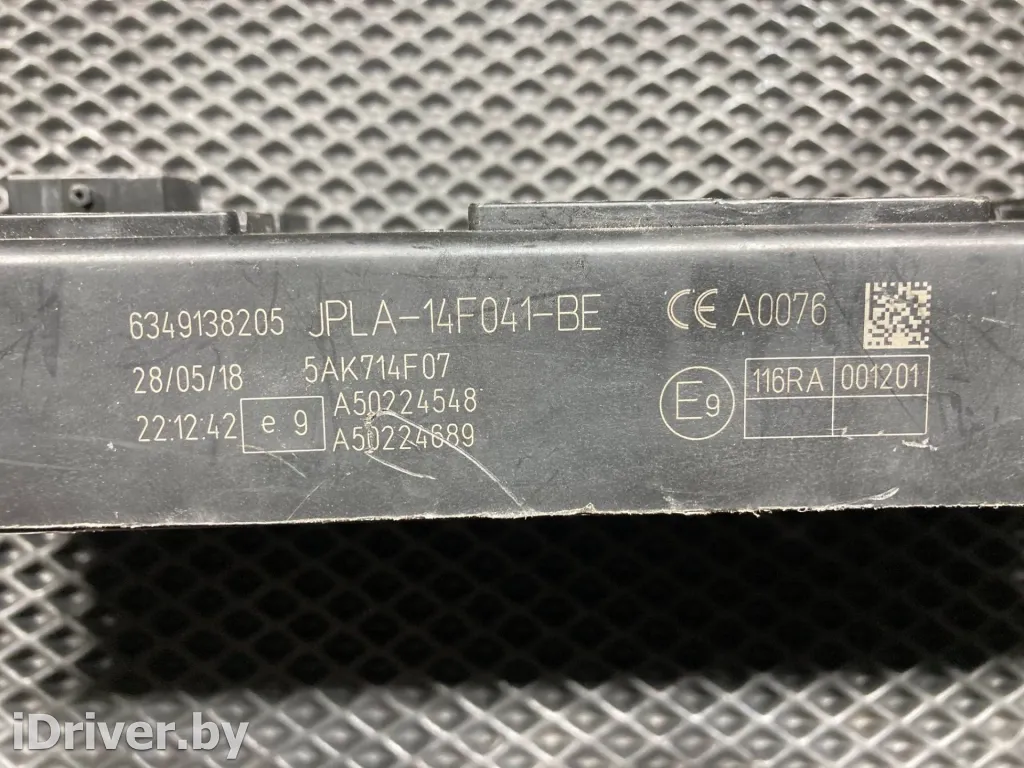 6349138205 JPLA-14F041-BE CE A0076
28/05/18 5AK714F07
A50224548
22:12:42 e 9
A50224689
E9 116RA 001201
iDriver.by